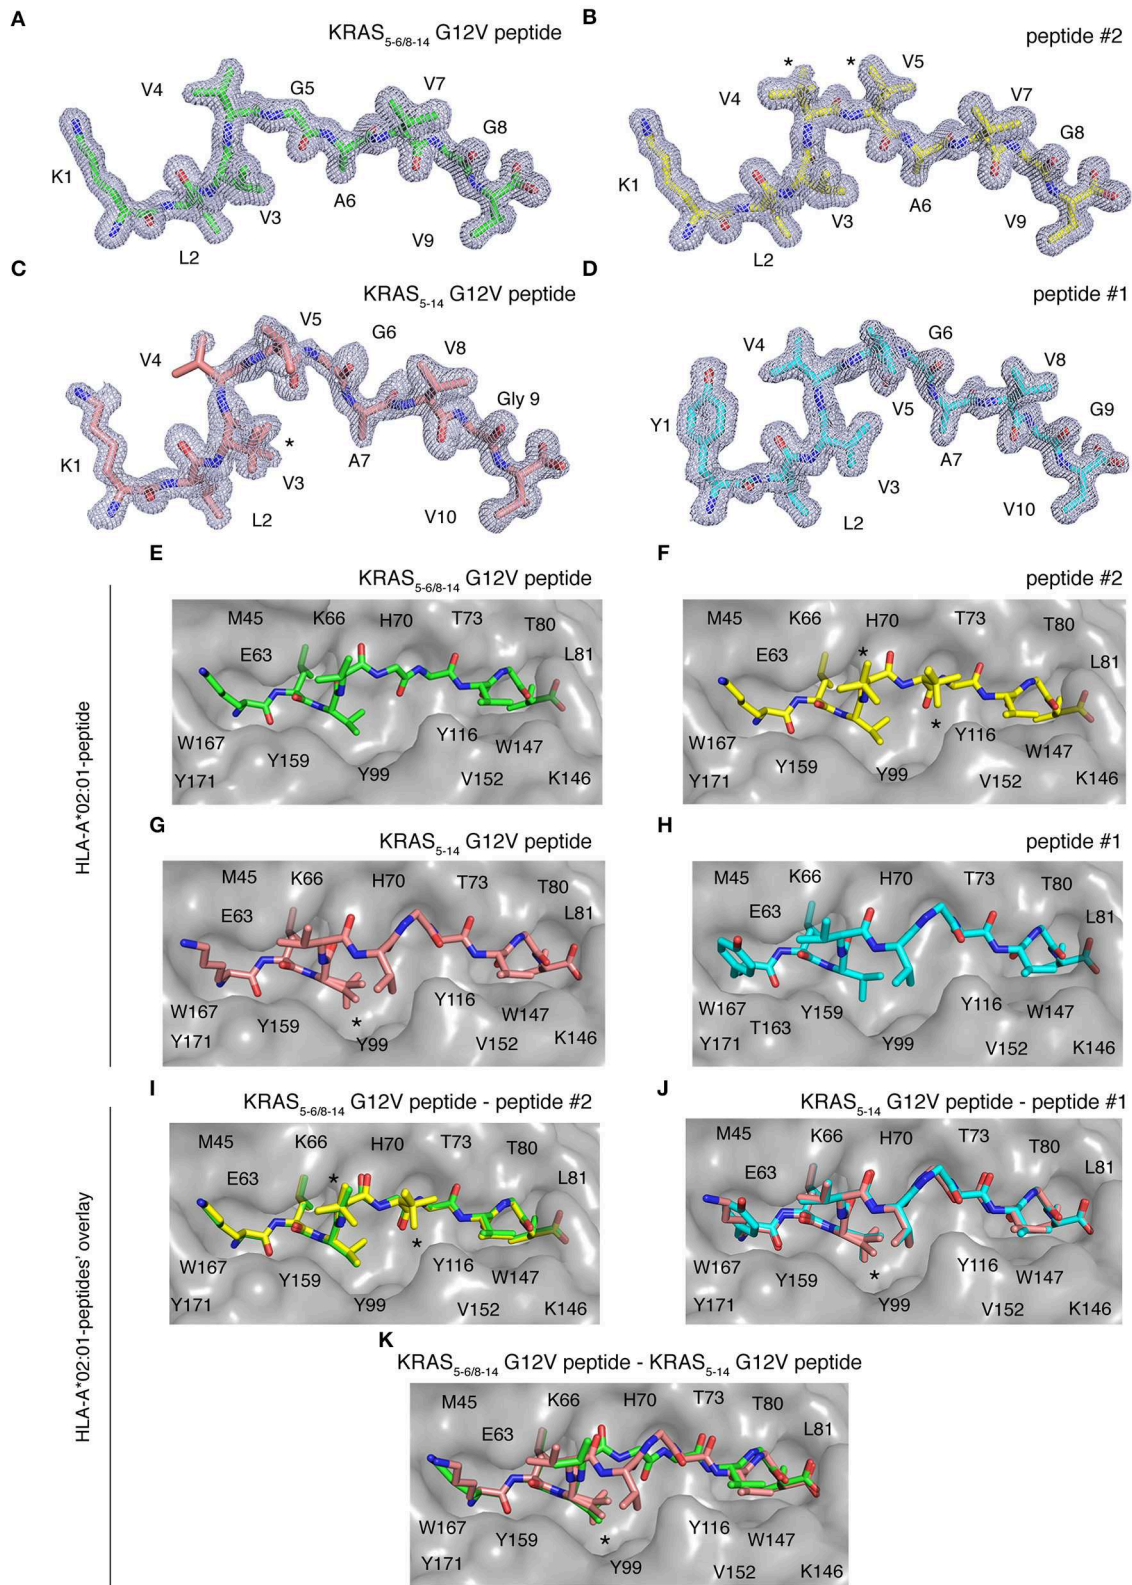 A
KRAS5-6/8-14 G12V peptide
V4
G5
V7
G8
K1
L2
V3
A6
V9
B
peptide #2
*
*
V5
V4
V7
G8
K1
L2
V3
A6
V9
C
KRAS5-14 G12V peptide
V5
G6
V4
V8
Gly 9
*
K1
A7
V3
L2
V10
D
peptide #1
G6
V4
V8
Y1
V5
G9
A7
V3
L2
V10
HLA-A*02:01-peptide
E
KRAS5-6/8-14 G12V peptide
M45
K66
H70
T73
T80
E63
L81
W167
Y159
Y116
W147
Y171
Y99
V152
K146
F
peptide #2
M45
K66
H70
T73
T80
E63
*
L81
*
W167
Y159
Y116
W147
Y171
Y99
V152
K146
G
KRAS5-14 G12V peptide
M45
K66
H70
T73
T80
E63
L81
W167
Y159
*
Y116
W147
Y171
Y99
V152
K146
H
peptide #1
M45
K66
H70
T73
T80
E63
L81
W167
T163
Y159
Y116
W147
Y171
Y99
V152
K146
HLA-A*02:01-peptides’ overlay
I
KRAS5-6/8-14 G12V peptide - peptide #2
M45
K66
H70
T73
T80
E63
*
L81
*
W167
Y159
Y116
W147
Y171
Y99
V152
K146
J
KRAS5-14 G12V peptide - peptide #1
M45
K66
H70
T73
T80
E63
L81
W167
Y159
*
Y116
W147
Y171
Y99
V152
K146
K
KRAS5-6/8-14 G12V peptide - KRAS5-14 G12V peptide
M45
K66
H70
T73
T80
E63
L81
W167
Y159
*
Y116
W147
Y171
Y99
V152
K146